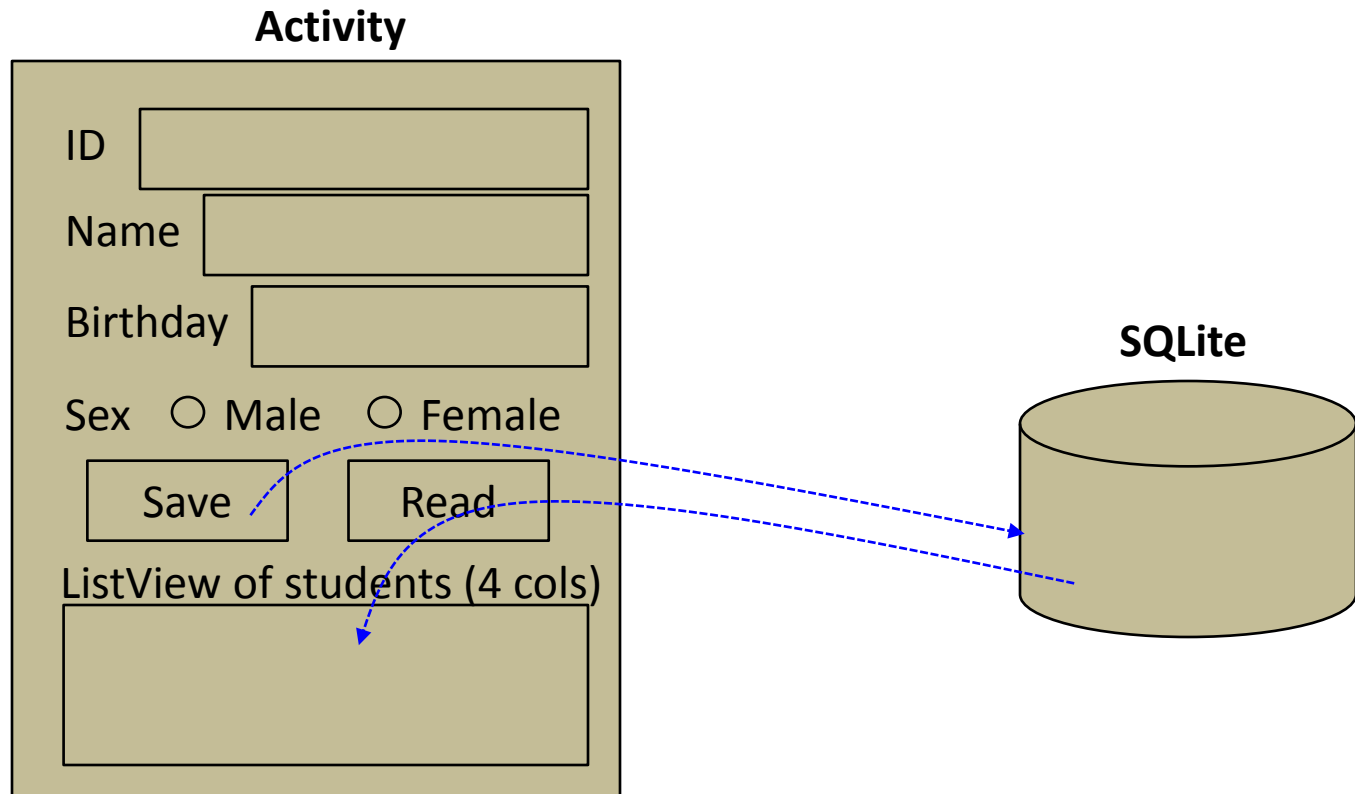 Activity
ID
Name
Birthday
Sex Male Female
Save Read
ListView of students (4 cols)
SQLite